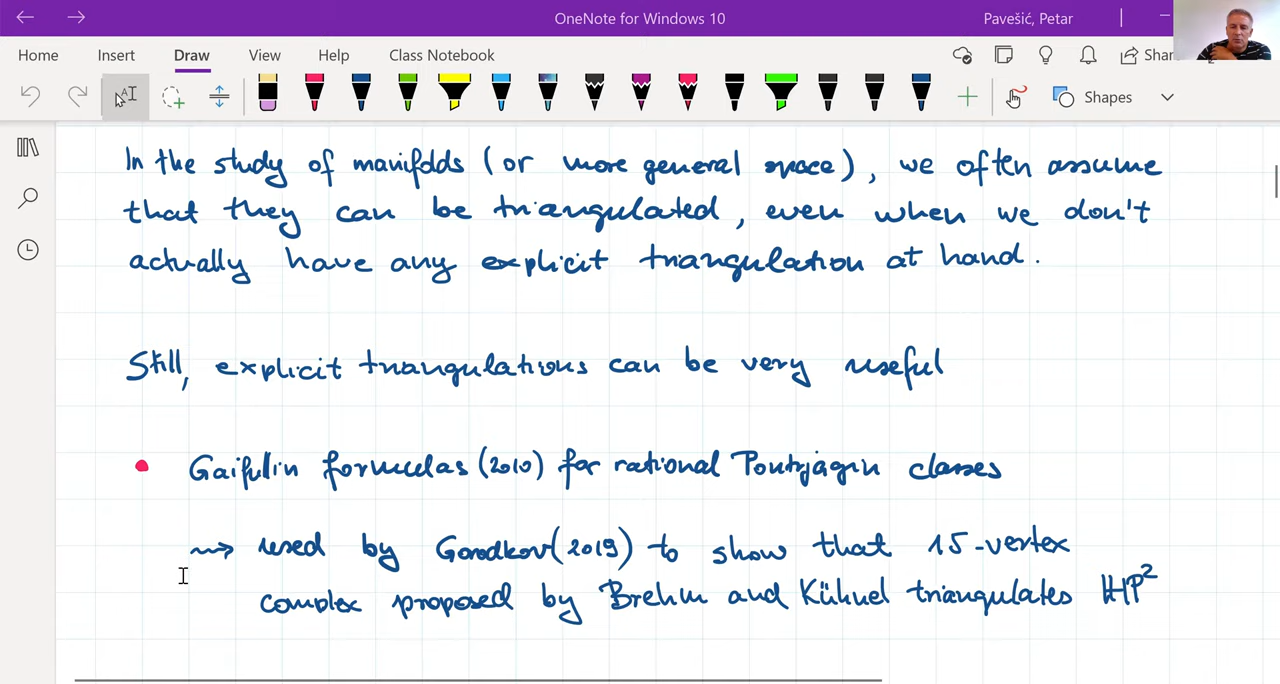 OneNote for Windows 10
Pavešić, Petar
Home Insert Draw View Help Class Notebook
Shar
Shapes
In the study of manifolds (or more general space), we often assume
that they can be triangulated, even when we don't
actually have any explicit triangulation at hand.
Still, explicit triangulations can be very useful
• Gaifullin formulas (2010) for rational Pontrjagin classes
⇝ used by Gorodkov (2019) to show that 15-vertex
complex proposed by Brehm and Kühnel triangulates HP²